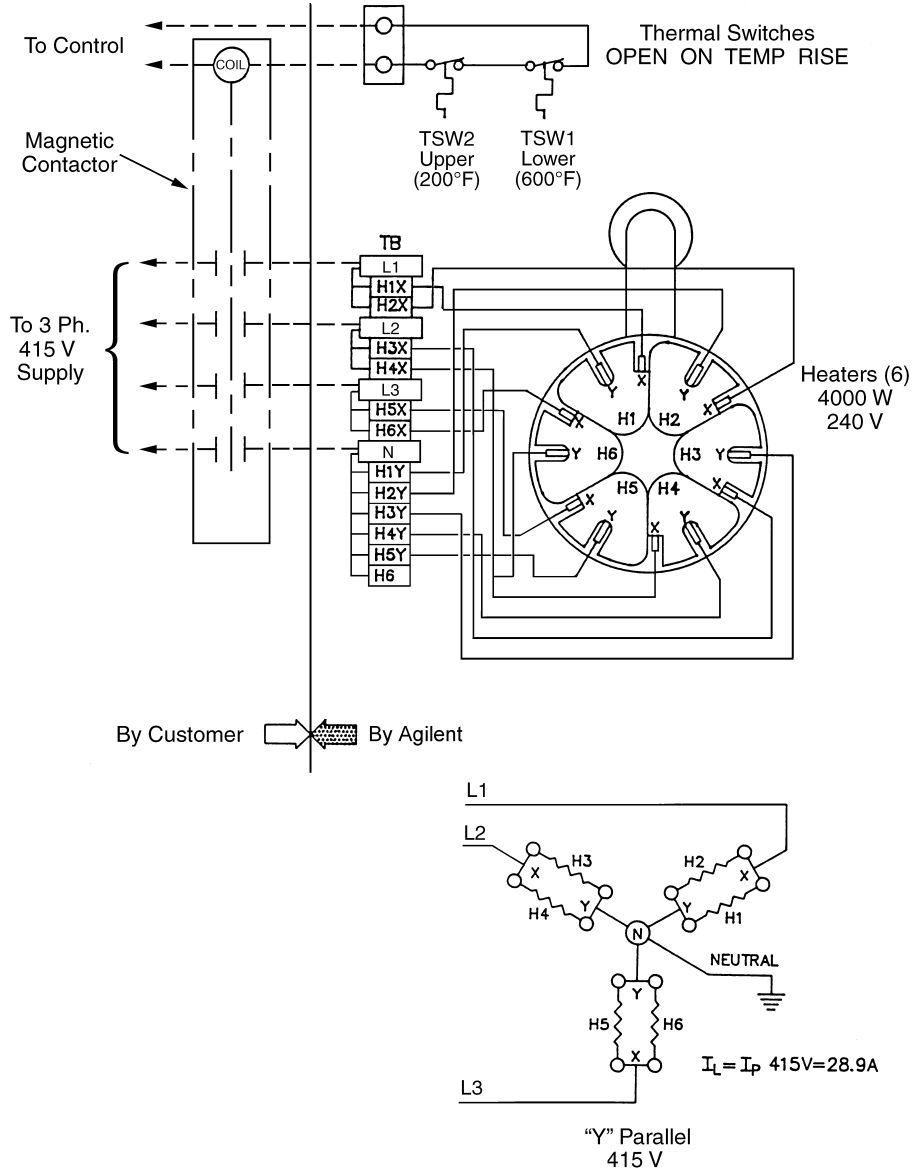 To Control
COIL
Thermal Switches
OPEN ON TEMP RISE
Magnetic
Contactor
TSW2
Upper
(200°F)
TSW1
Lower
(600°F)
TB
L1
H1X
H2X
L2
H3X
H4X
L3
H5X
H6X
N
H1Y
H2Y
H3Y
H4Y
H5Y
H6
To 3 Ph.
415 V
Supply
Heaters (6)
4000 W
240 V
Y
X
Y
X
X
H1
H2
Y
H6
H3
Y
H5
H4
X
X
Y
X
Y
By Customer
By Agilent
L1
L2
H3
H2
X
X
H4
Y
Y
H1
N
NEUTRAL
Y
H5
H6
X
IL=IP 415V=28.9A
L3
“Y” Parallel
415 V